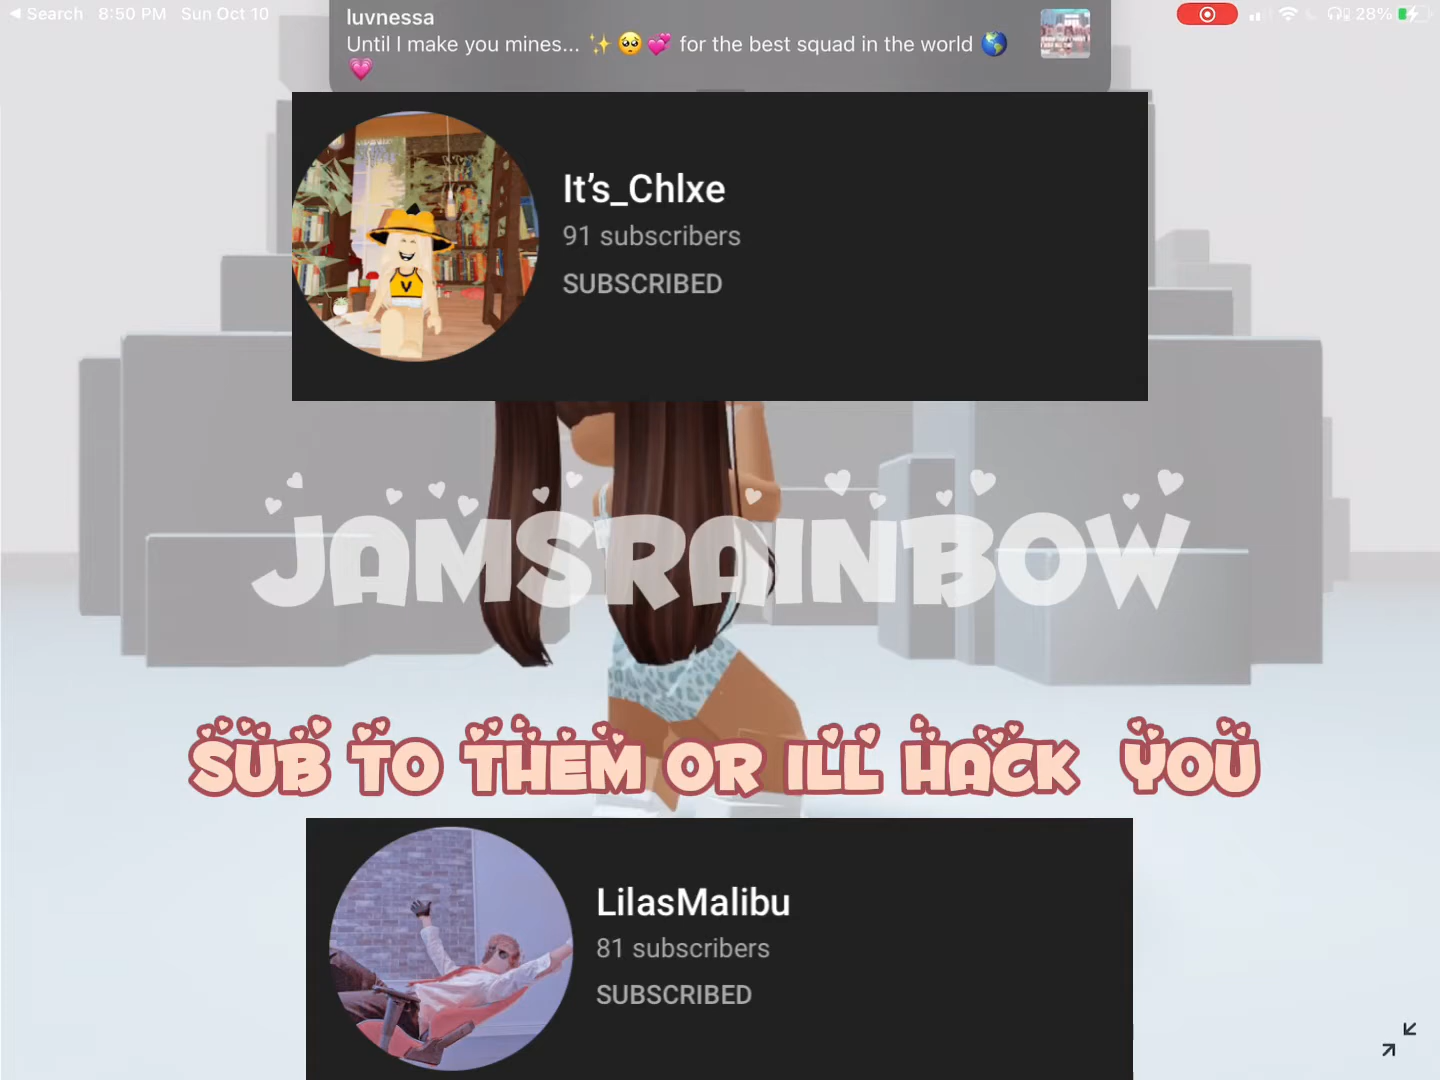 Search 8:50 PM Sun Oct 10
28%
luvnessa
Until I make you mines... ✨🥺💞 for the best squad in the world 🌎
💗
It’s_Chlxe
91 subscribers
SUBSCRIBED
V
JAMSRAINBOW
SUB TO THEM OR ILL HACK YOU
LilasMalibu
81 subscribers
SUBSCRIBED